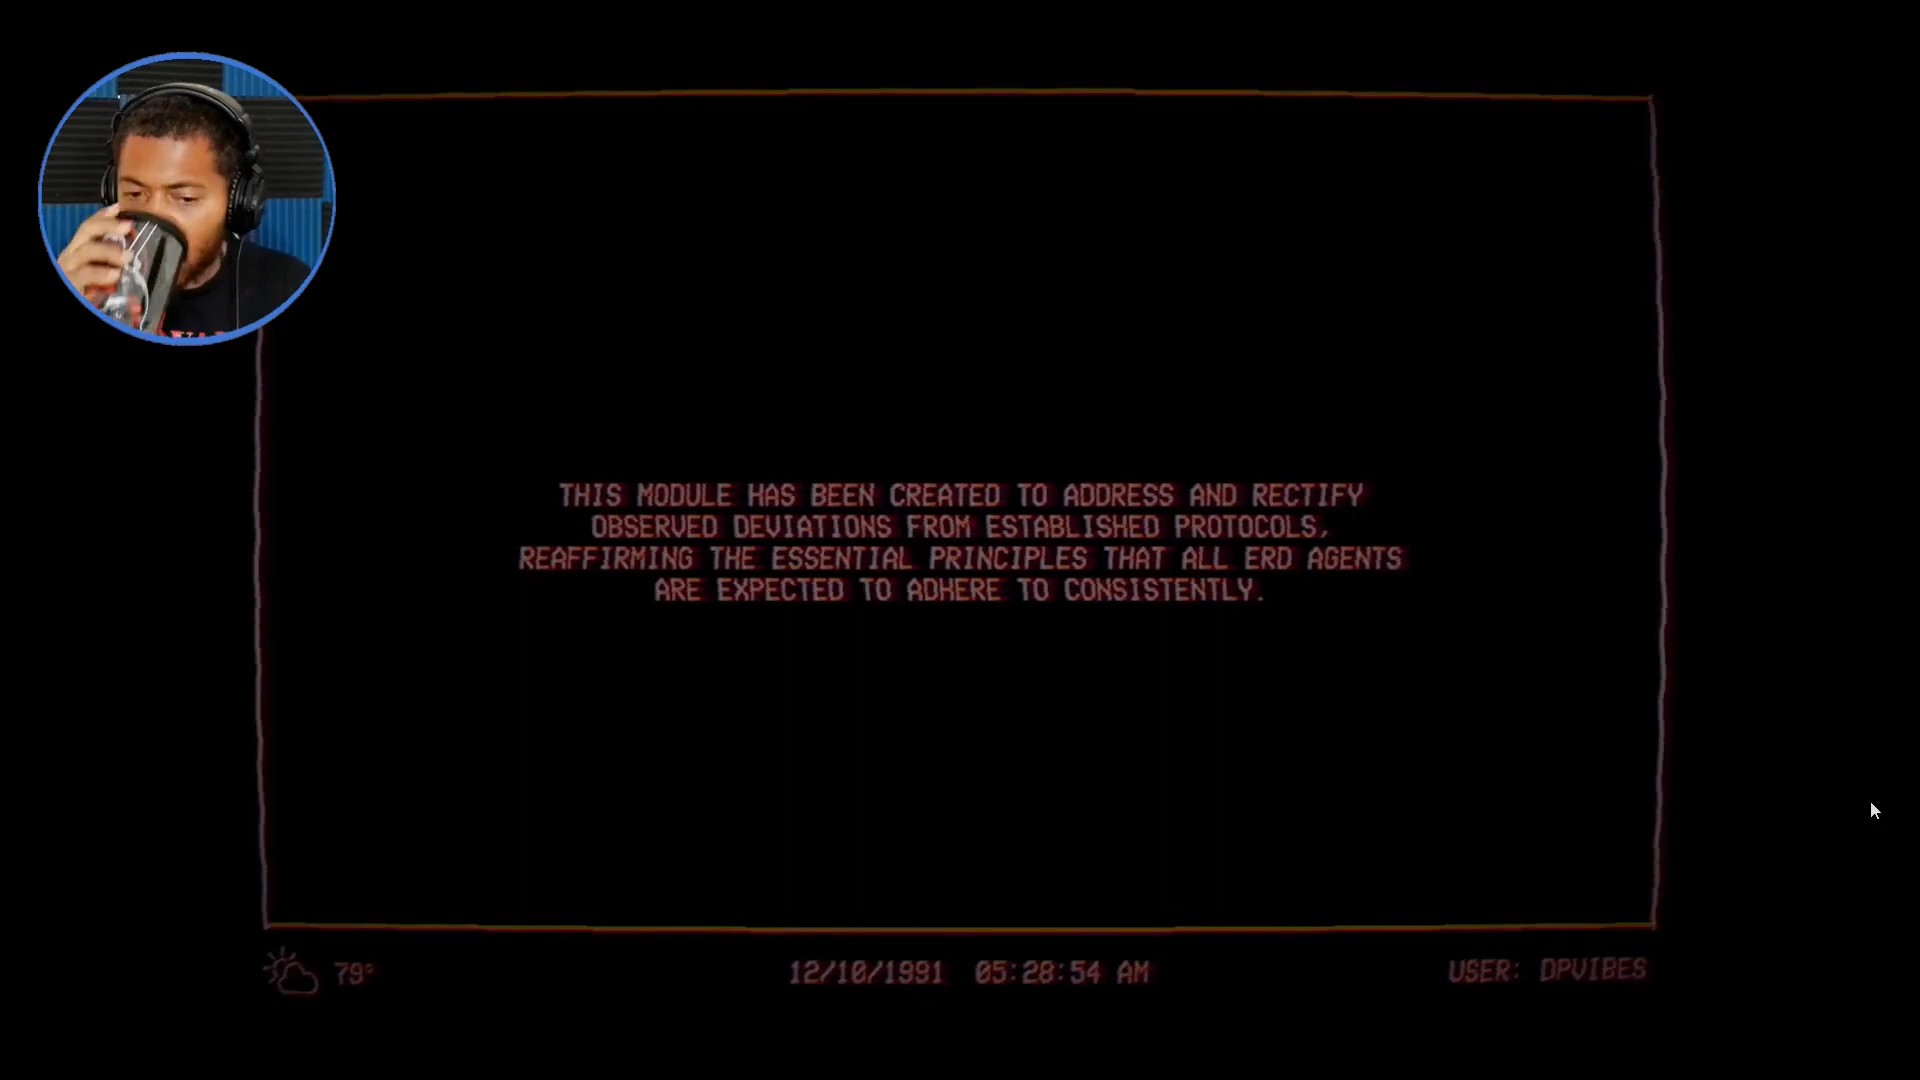 THIS MODULE HAS BEEN CREATED TO ADDRESS AND RECTIFY
OBSERVED DEVIATIONS FROM ESTABLISHED PROTOCOLS,
REAFFIRMING THE ESSENTIAL PRINCIPLES THAT ALL ERD AGENTS
ARE EXPECTED TO ADHERE TO CONSISTENTLY.
79°
12/10/1991 05:28:54 AM
USER: DPVIBES